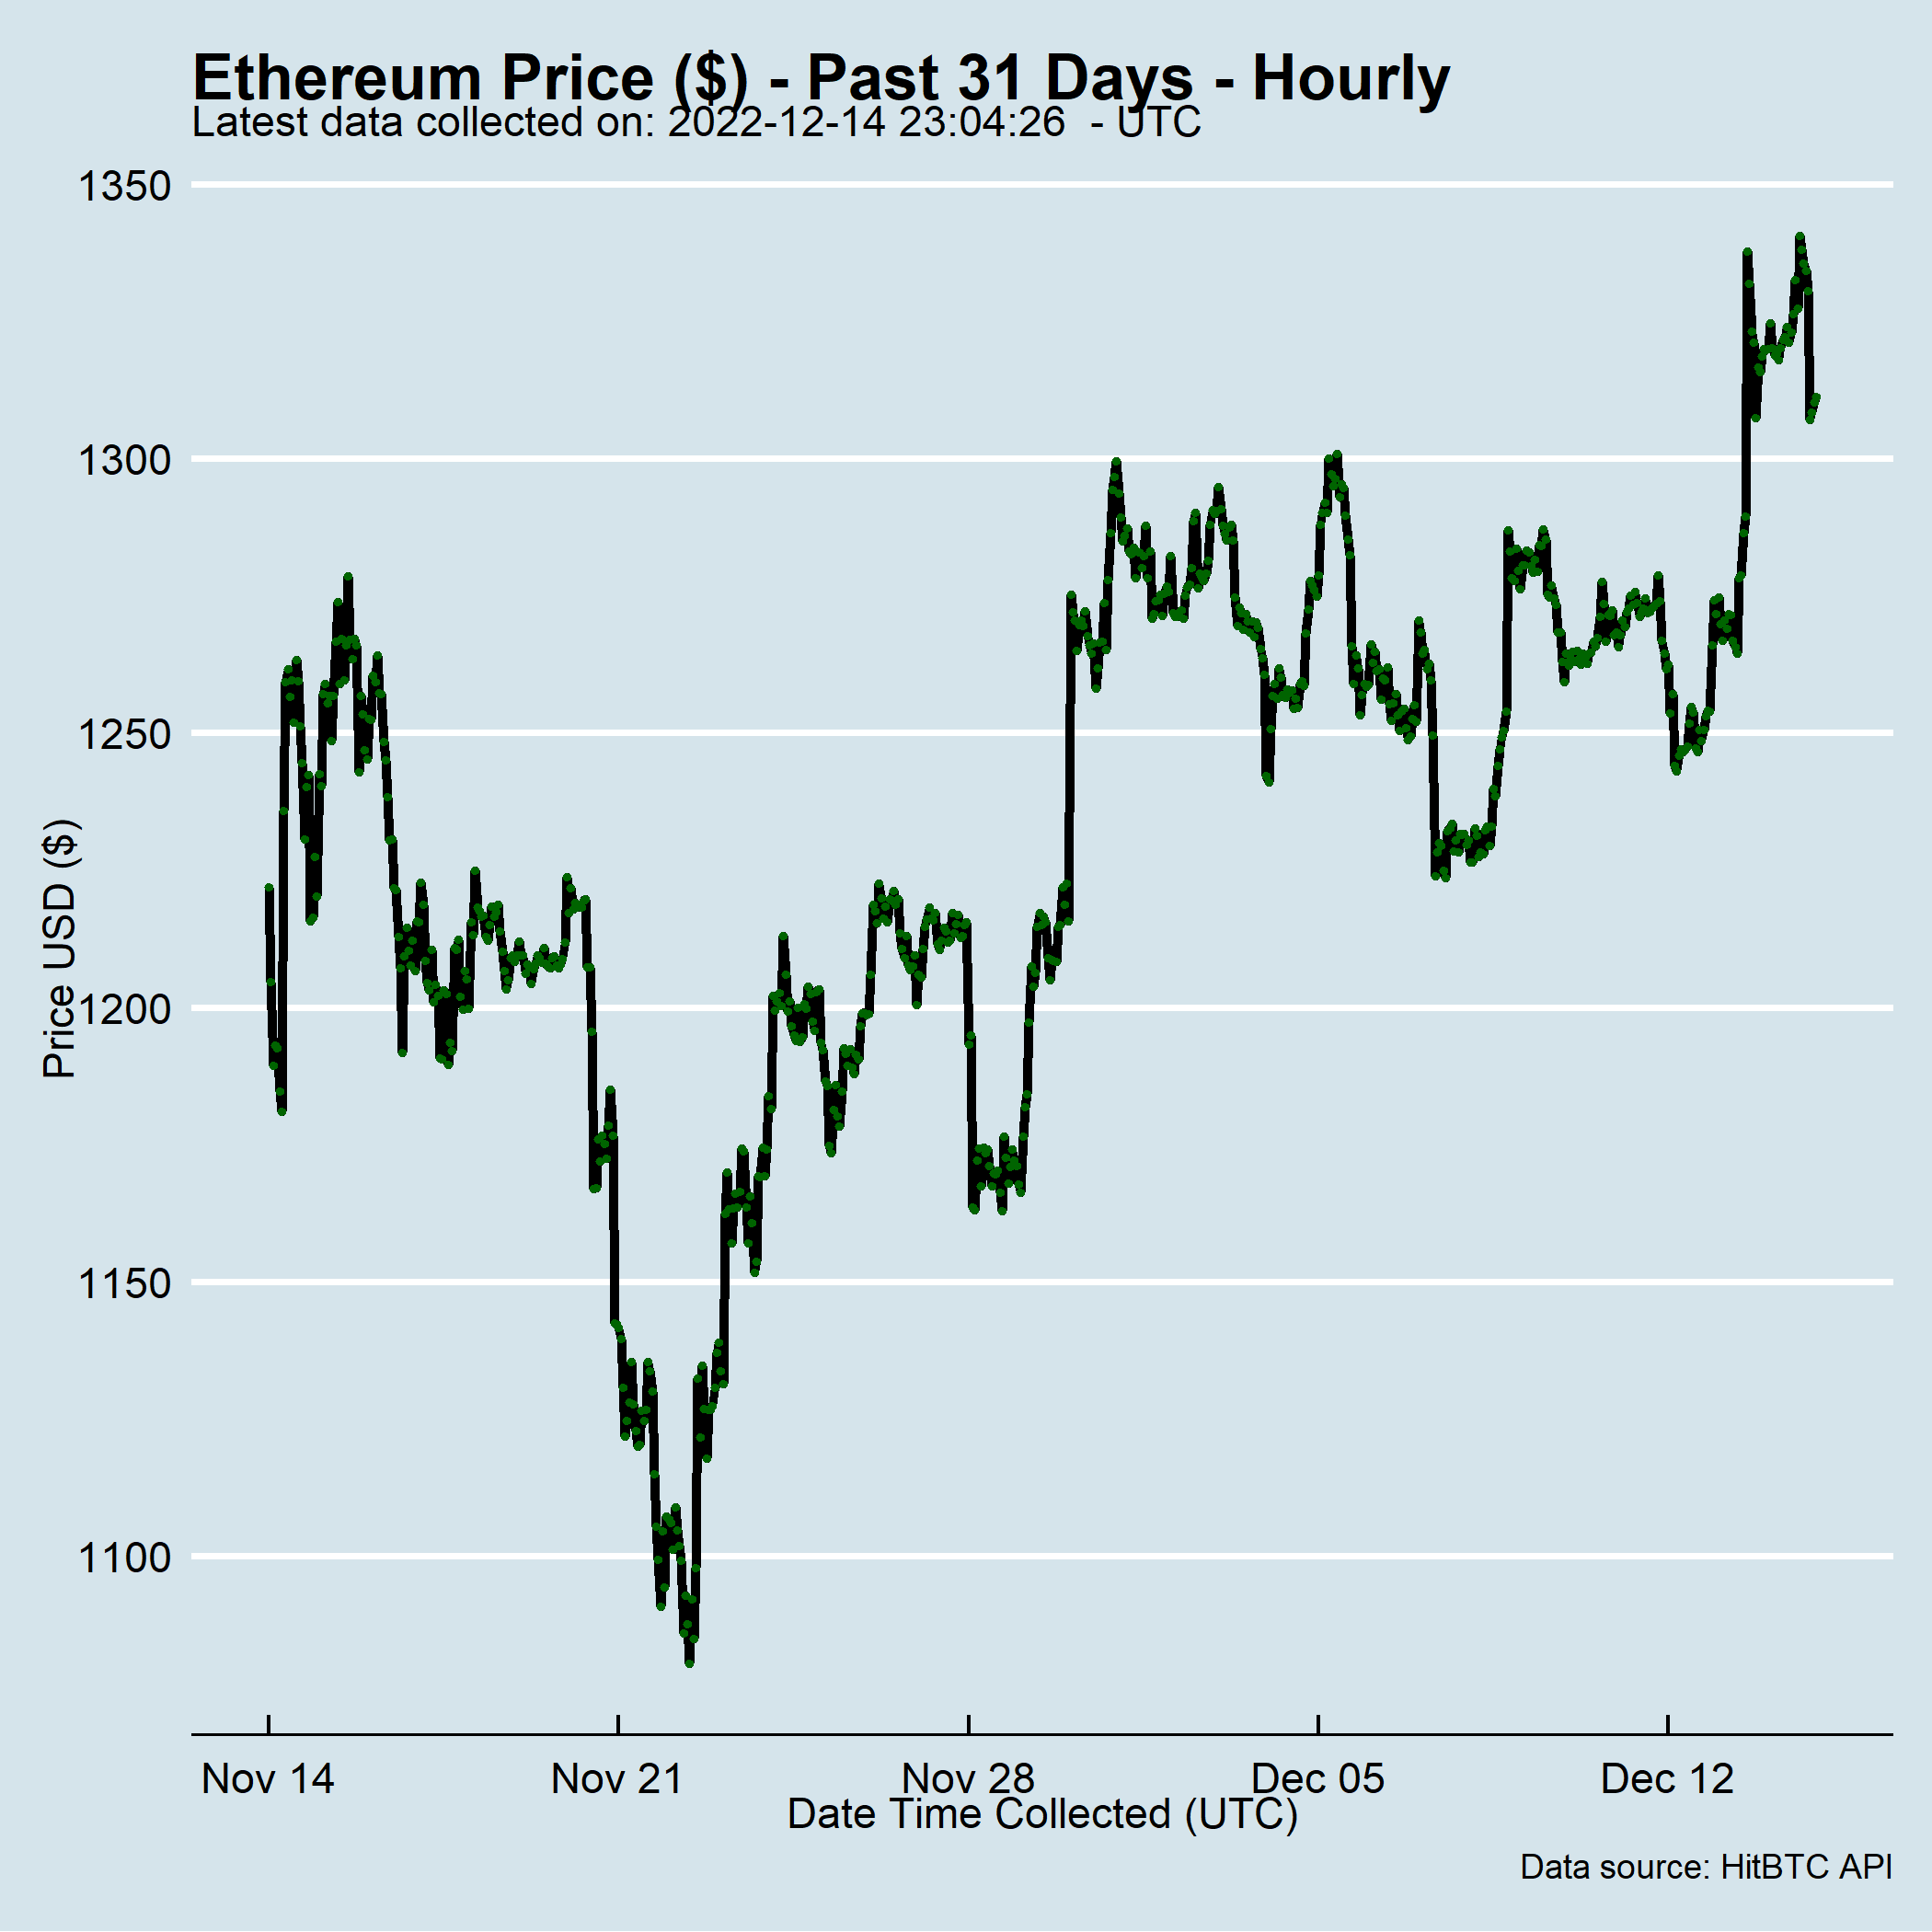 Ethereum Price ($) - Past 31 Days - Hourly
Latest data collected on: 2022-12-14 23:04:26  - UTC
1350
1300
1250
1200
1150
1100
Price USD ($)
Nov 14
Nov 21
Nov 28
Dec 05
Dec 12
Date Time Collected (UTC)
Data source: HitBTC API